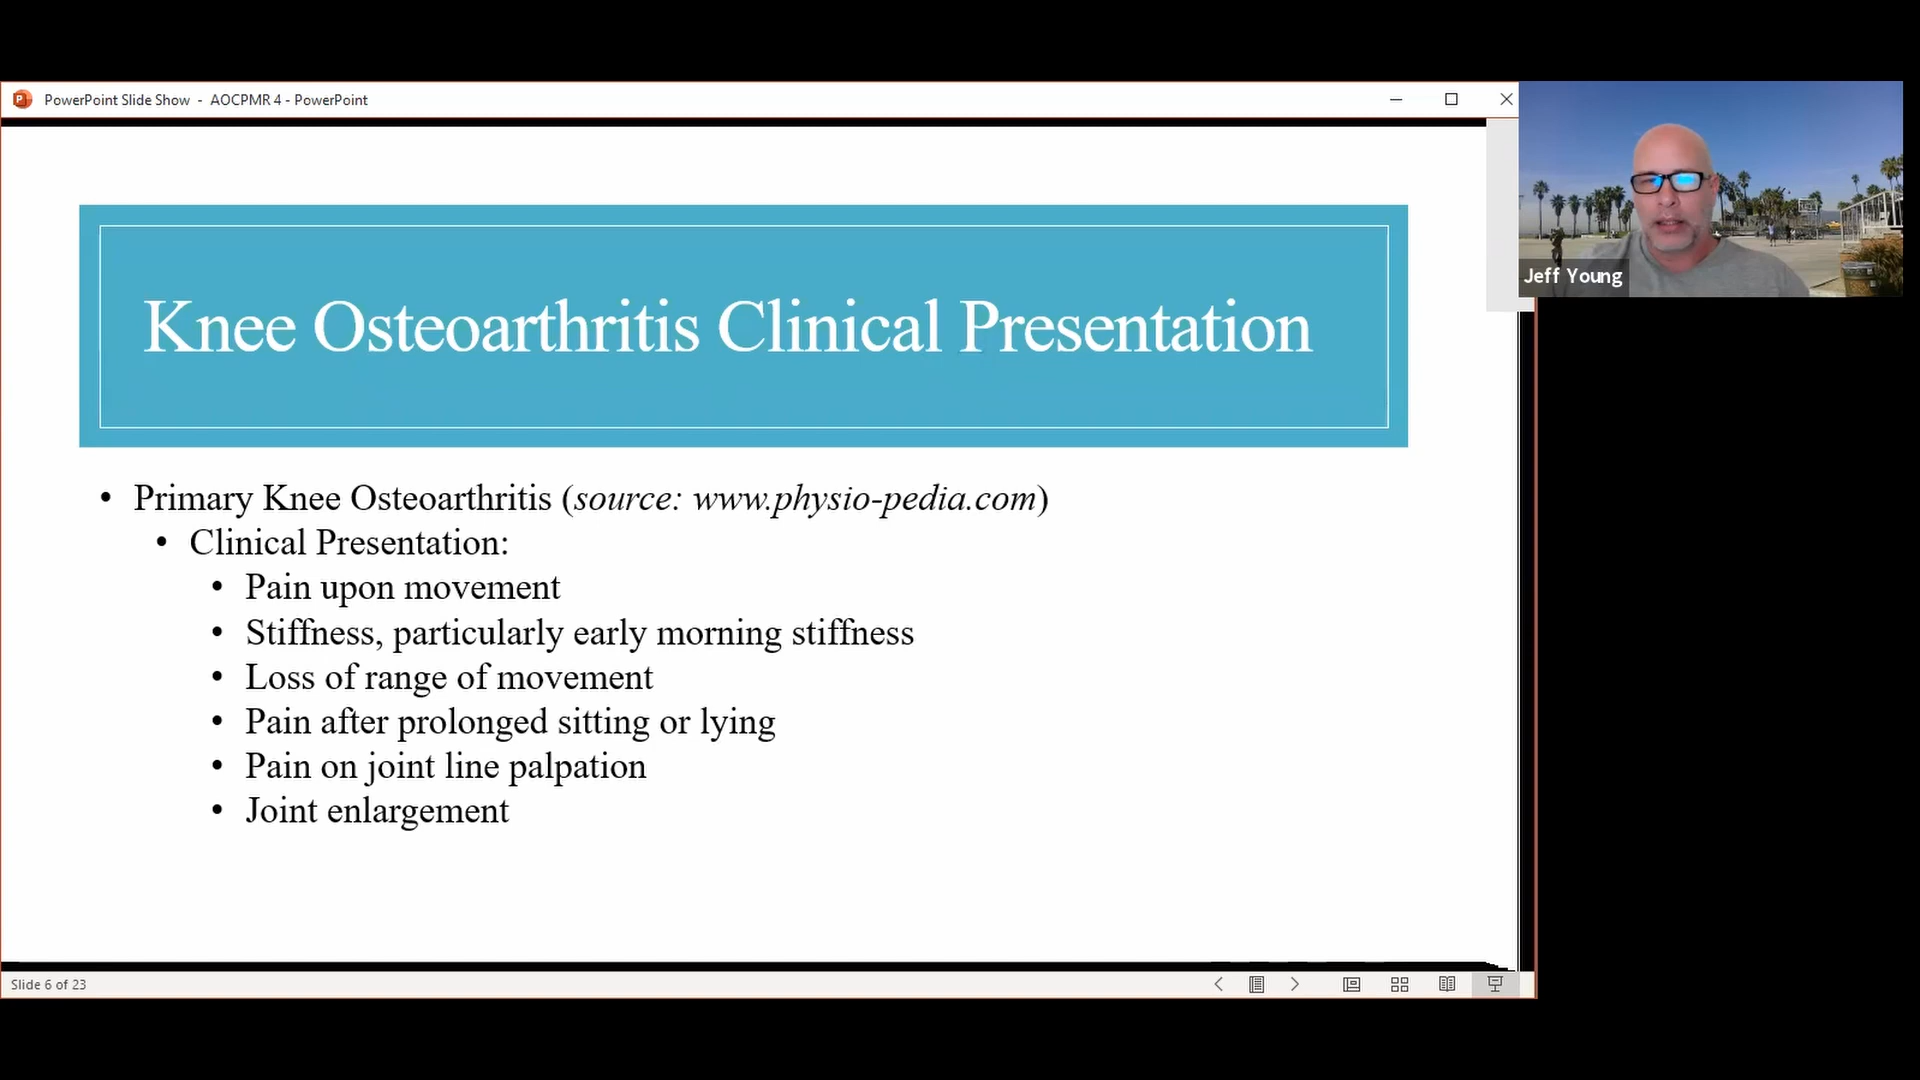 PowerPoint Slide Show - AOCPMR 4 - PowerPoint
Knee Osteoarthritis Clinical Presentation
Jeff Young
• Primary Knee Osteoarthritis (source: www.physio-pedia.com)
• Clinical Presentation:
• Pain upon movement
• Stiffness, particularly early morning stiffness
• Loss of range of movement
• Pain after prolonged sitting or lying
• Pain on joint line palpation
• Joint enlargement
Slide 6 of 23